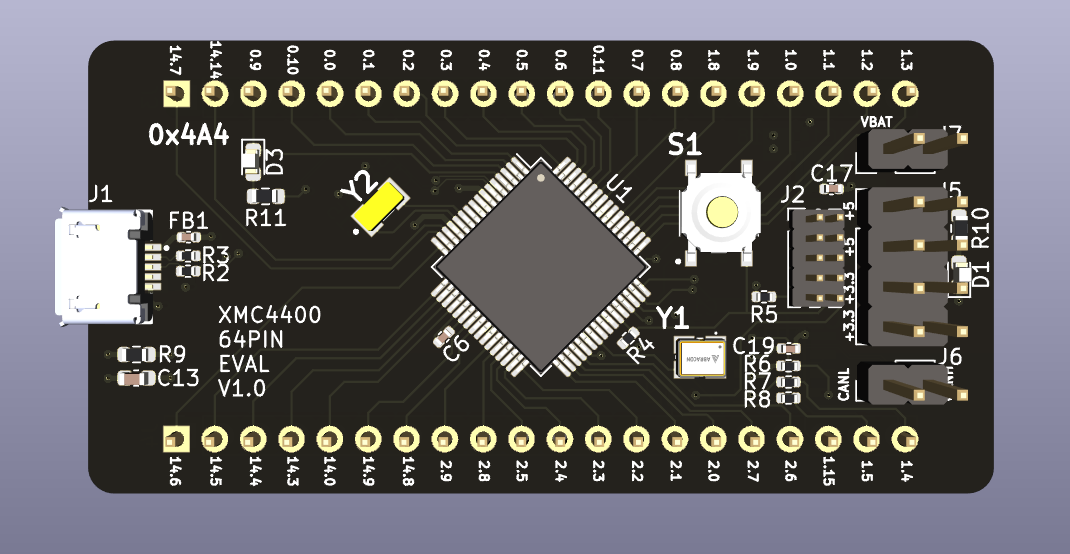 14.7
14.14
0.9
0.10
0.0
0.1
0.2
0.3
0.4
0.5
0.6
0.11
0.7
0.8
1.8
1.9
1.0
1.1
1.2
1.3
0x4A4
D3
R11
Y2
U1
S1
VBAT
J7
C17
J2
J5
+5
+5
+3.3
+3.3
R10
D1
J1
FB1
R3
R2
XMC4400
64PIN
EVAL
V1.0
R9
C13
C6
R4
Y1
ABRACON
R5
C19
R6
R7
R8
J6
CANL
14.6
14.5
14.4
14.3
14.0
14.9
14.8
2.9
2.8
2.5
2.4
2.3
2.2
2.1
2.0
2.7
2.6
1.15
1.5
1.4